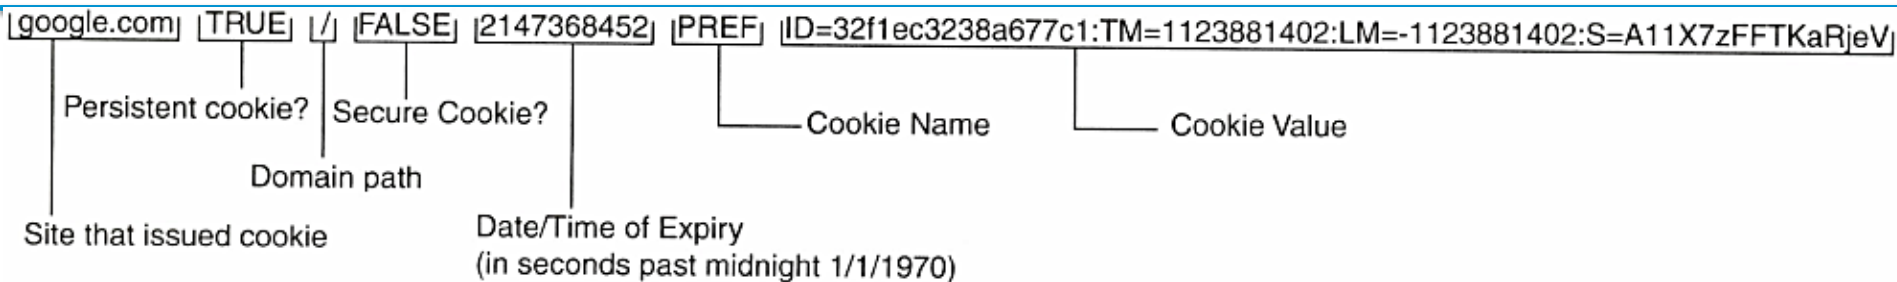 google.com TRUE / FALSE 2147368452 PREF ID=32f1ec3238a677c1:TM=1123881402:LM=-1123881402:S=A11X7zFFTKaRjeV
Persistent cookie? Secure Cookie?
Cookie Name
Cookie Value
Domain path
Site that issued cookie
Date/Time of Expiry
(in seconds past midnight 1/1/1970)